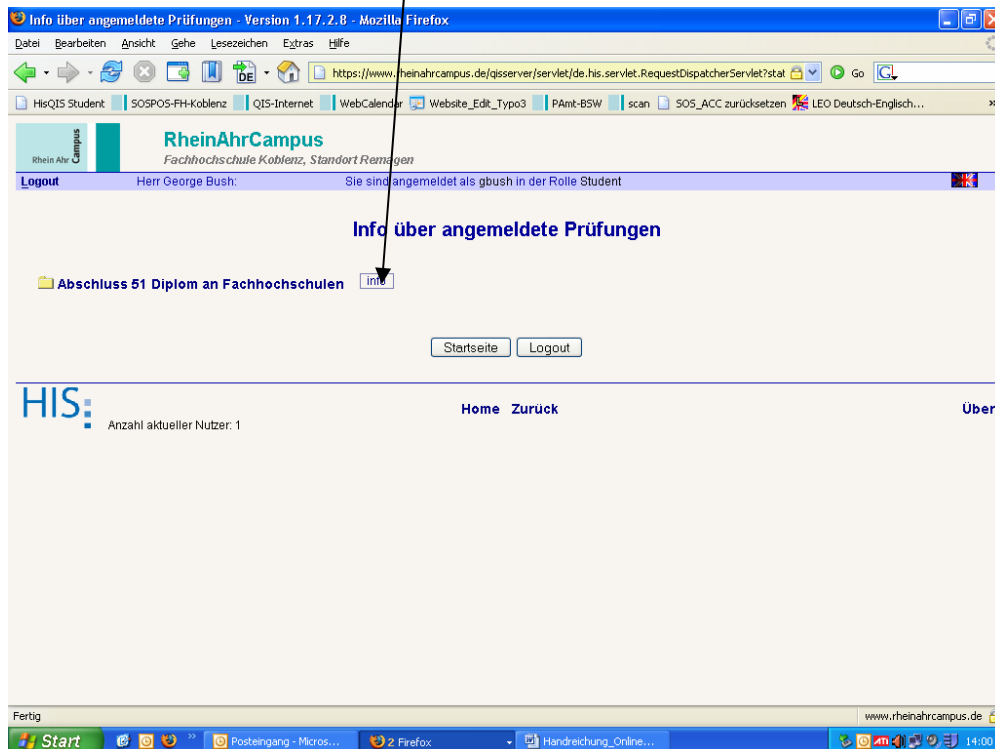 Info über angemeldete Prüfungen - Version 1.17.2.8 - Mozilla Firefox
Datei Bearbeiten Ansicht Gehe Lesezeichen Extras Hilfe
DE https://www.rheinahrcampus.de/qisserver/servlet/de.his.servlet.RequestDispatcherServlet?stat Go G
HisQIS Student SOSPOS-FH-Koblenz QIS-Internet WebCalendar Website_Edit_Typo3 PAmt-BSW scan SOS_ACC zurücksetzen LEO Deutsch-Englisch... »
Rhein Ahr Campus
RheinAhrCampus
Fachhochschule Koblenz, Standort Remagen
Logout Herr George Bush: Sie sind angemeldet als gbush in der Rolle Student
Info über angemeldete Prüfungen
Abschluss 51 Diplom an Fachhochschulen info
Startseite Logout
HIS:
Home Zurück Über
Anzahl aktueller Nutzer: 1
Fertig www.rheinahrcampus.de
Start » Posteingang - Micros... 2 Firefox Handreichung_Online... ATI 14:00